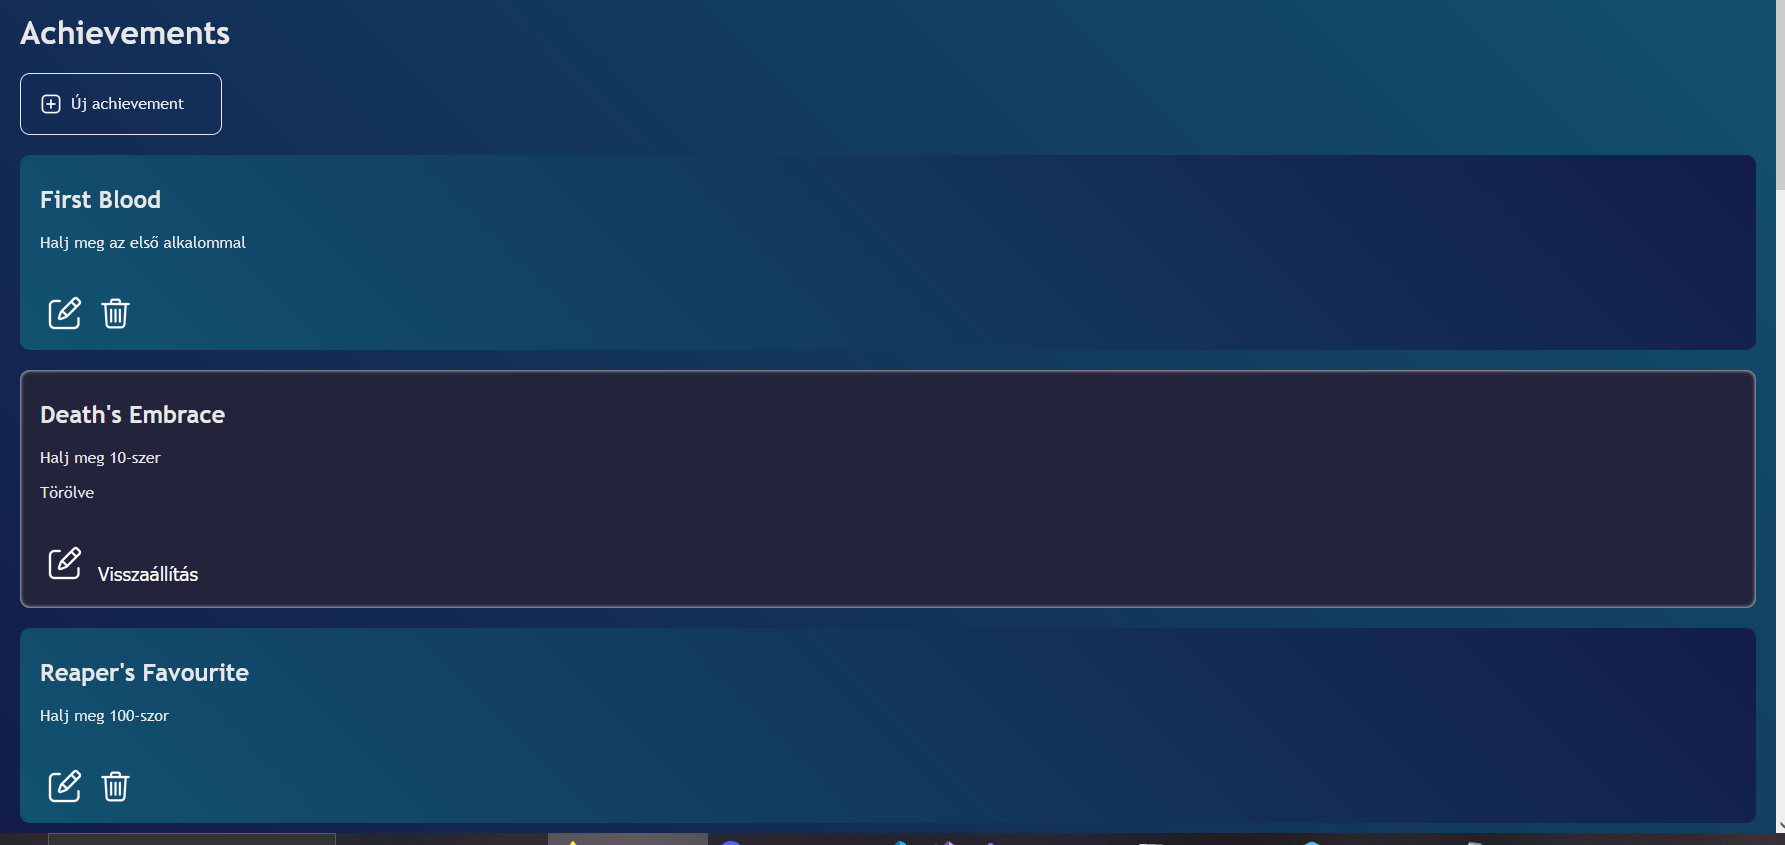 Achievements
Új achievement
First Blood
Halj meg az első alkalommal
Death's Embrace
Halj meg 10-szer
Törölve
Visszaállítás
Reaper's Favourite
Halj meg 100-szor